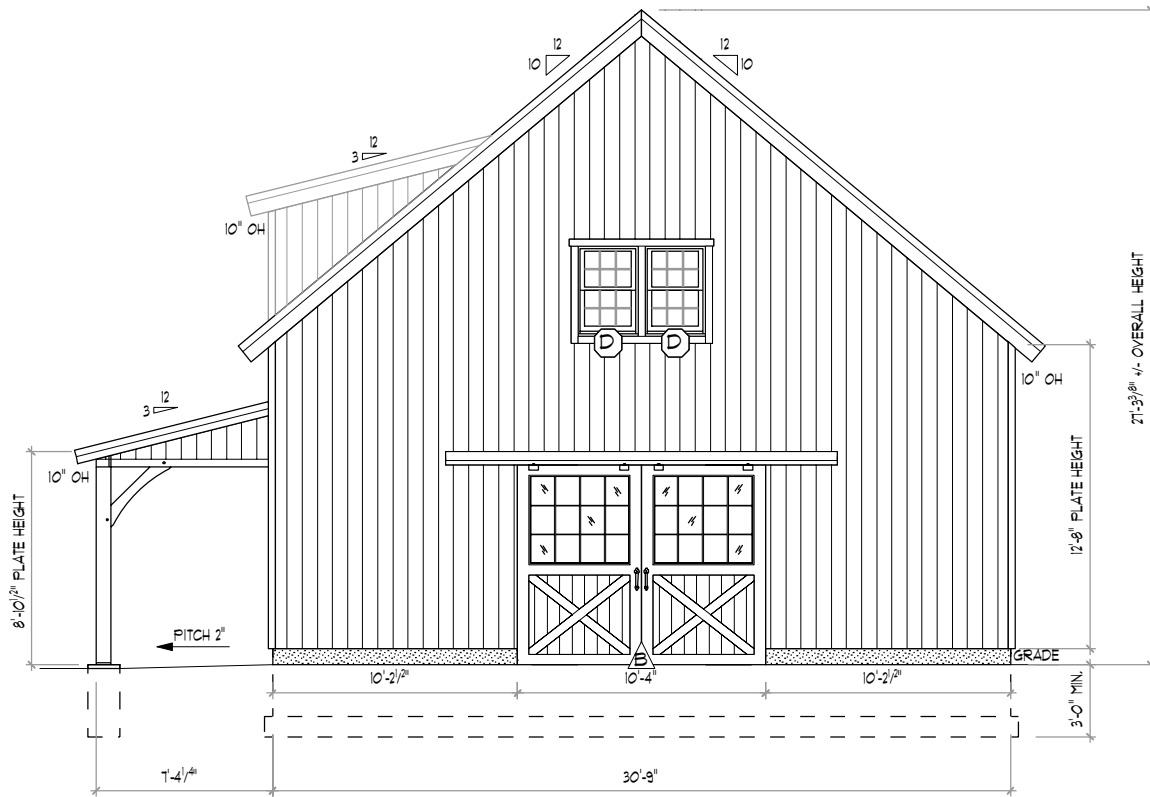 12
10
12
10
12
3
10" OH
D
D
10" OH
12
3
10" OH
27'-3 3/8" +/- OVERALL HEIGHT
12'-8" PLATE HEIGHT
8'-10 1/2" PLATE HEIGHT
PITCH 2"
B
GRADE
10'-2 1/2"
10'-4"
10'-2 1/2"
3'-0" MIN.
7'-4 1/4"
30'-9"